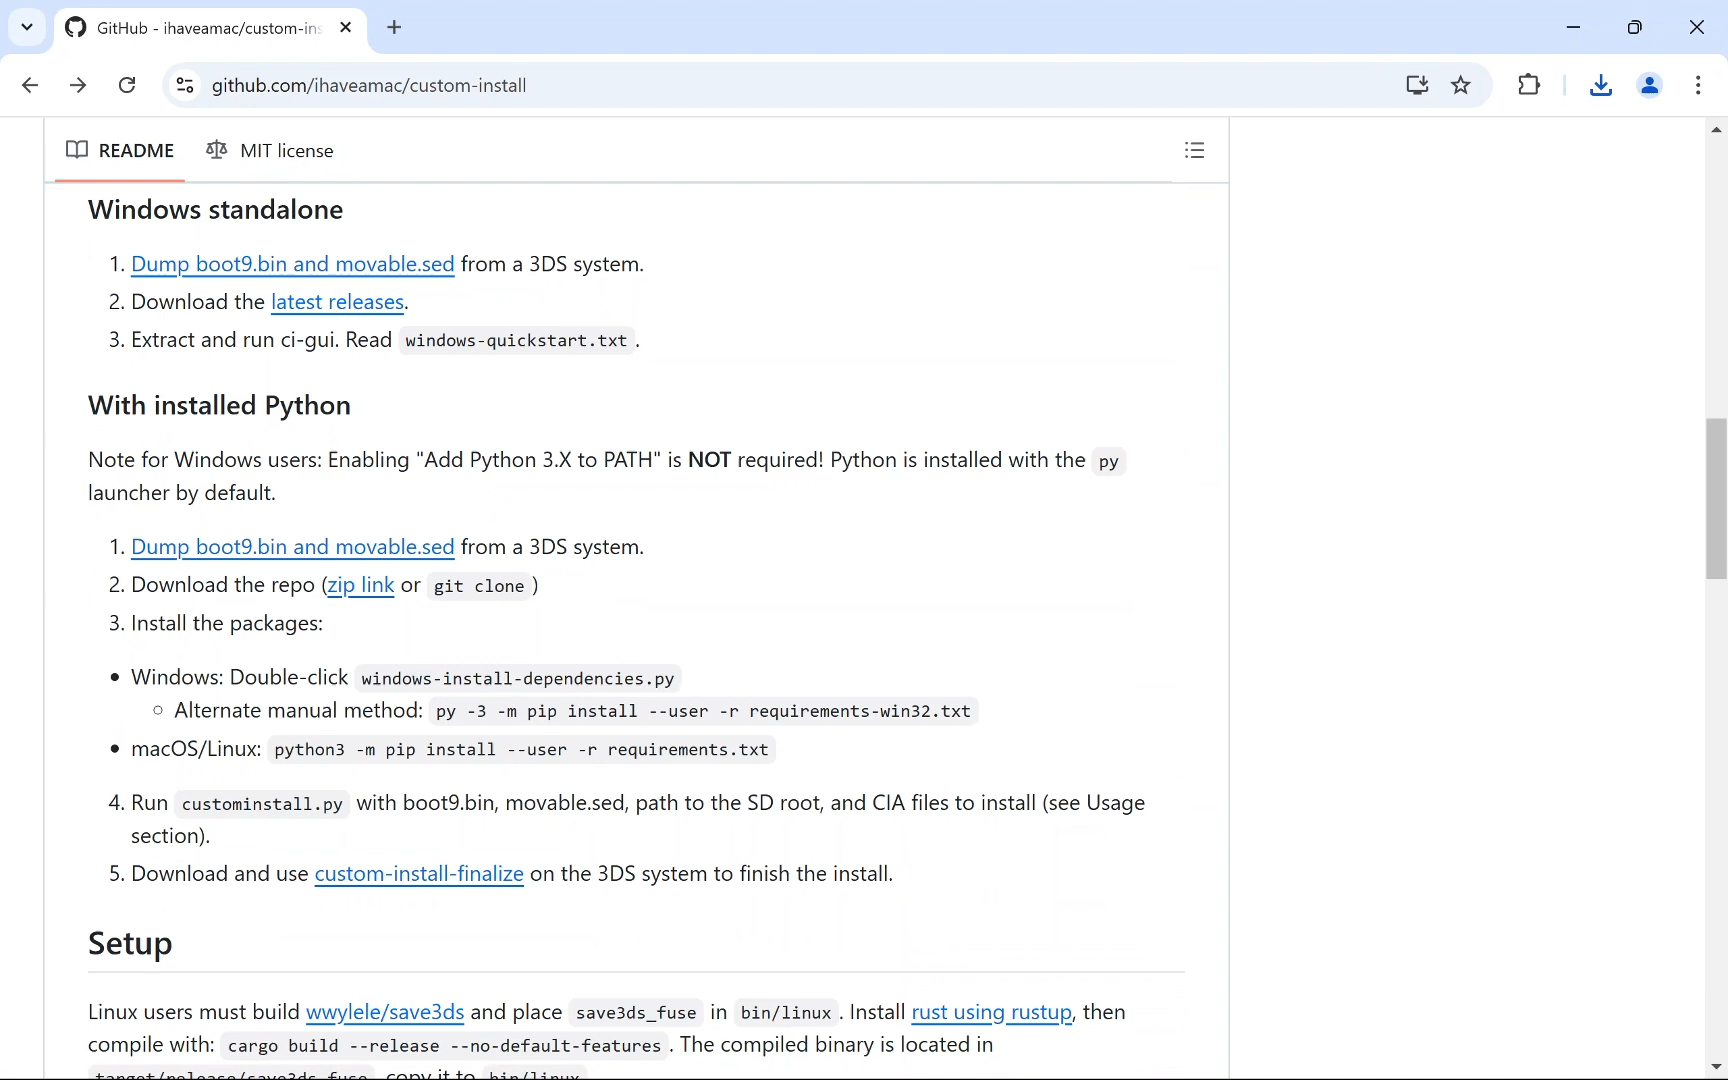 GitHub - ihaveamac/custom-ins
github.com/ihaveamac/custom-install
README
MIT license
Windows standalone
1. Dump boot9.bin and movable.sed from a 3DS system.
2. Download the latest releases.
3. Extract and run ci-gui. Read windows-quickstart.txt.
With installed Python
Note for Windows users: Enabling "Add Python 3.X to PATH" is NOT required! Python is installed with the py
launcher by default.
1. Dump boot9.bin and movable.sed from a 3DS system.
2. Download the repo (zip link or git clone)
3. Install the packages:
• Windows: Double-click windows-install-dependencies.py
○ Alternate manual method: py -3 -m pip install --user -r requirements-win32.txt
• macOS/Linux: python3 -m pip install --user -r requirements.txt
4. Run custominstall.py with boot9.bin, movable.sed, path to the SD root, and CIA files to install (see Usage
section).
5. Download and use custom-install-finalize on the 3DS system to finish the install.
Setup
Linux users must build wwylele/save3ds and place save3ds_fuse in bin/linux. Install rust using rustup, then
compile with: cargo build --release --no-default-features. The compiled binary is located in
target/release/save3ds_fuse, copy it to bin/linux